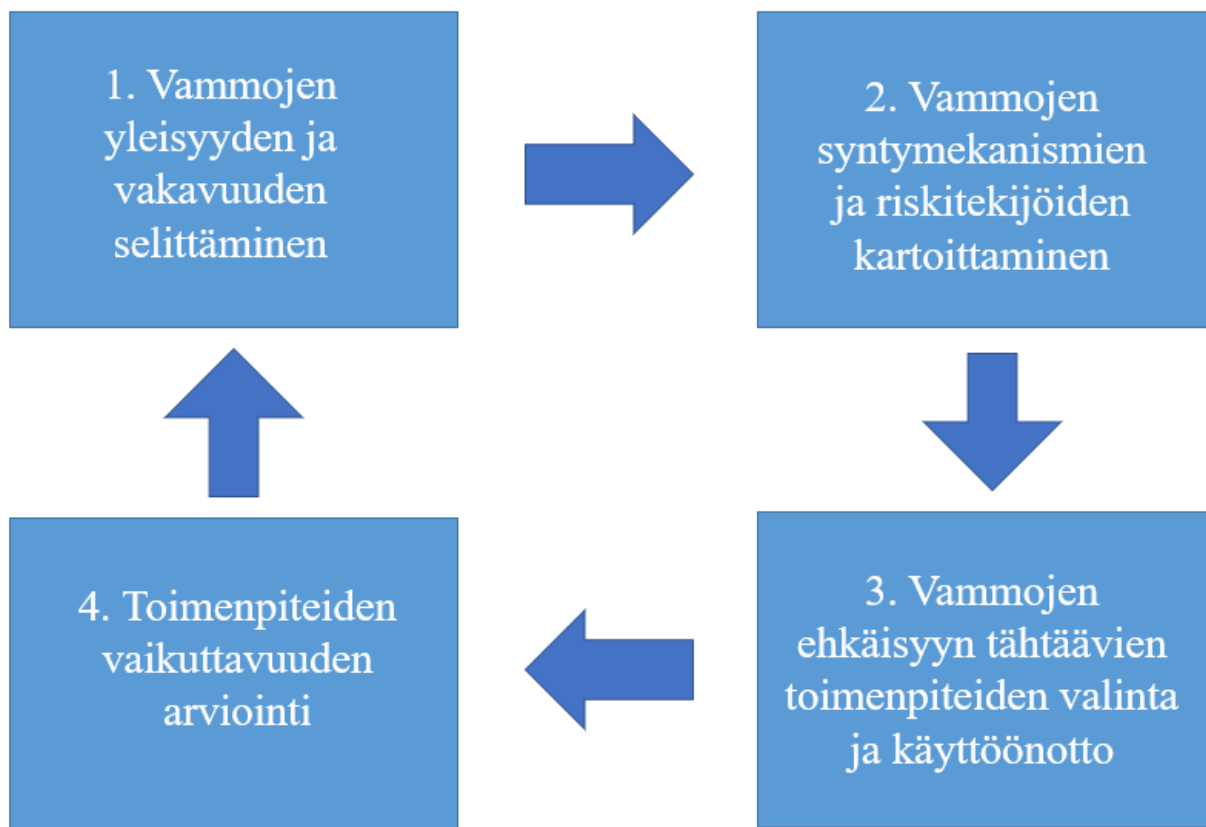 1. Vammojen
yleisyyden ja
vakavuuden
selittäminen
2. Vammojen
syntymekanismien
ja riskitekijöiden
kartoittaminen
3. Vammojen
ehkäisyyn tähtäävien
toimenpiteiden valinta
ja käyttöönotto
4. Toimenpiteiden
vaikuttavuuden
arviointi